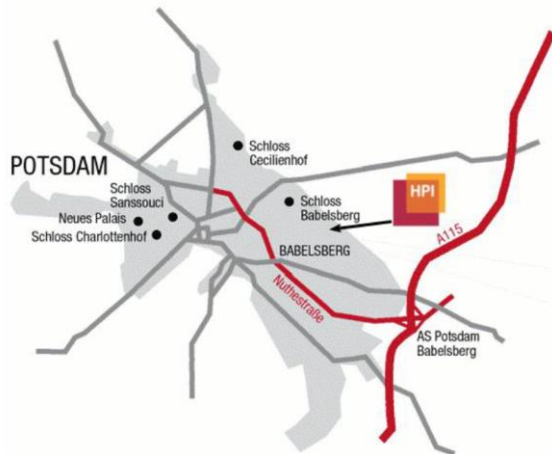 Schloss
Cecilienhof
POTSDAM
HPI
Schloss
Sanssouci
Schloss
Babelsberg
Neues Palais
Schloss Charlottenhof
BABELSBERG
A115
Nuthestraße
AS Potsdam
Babelsberg